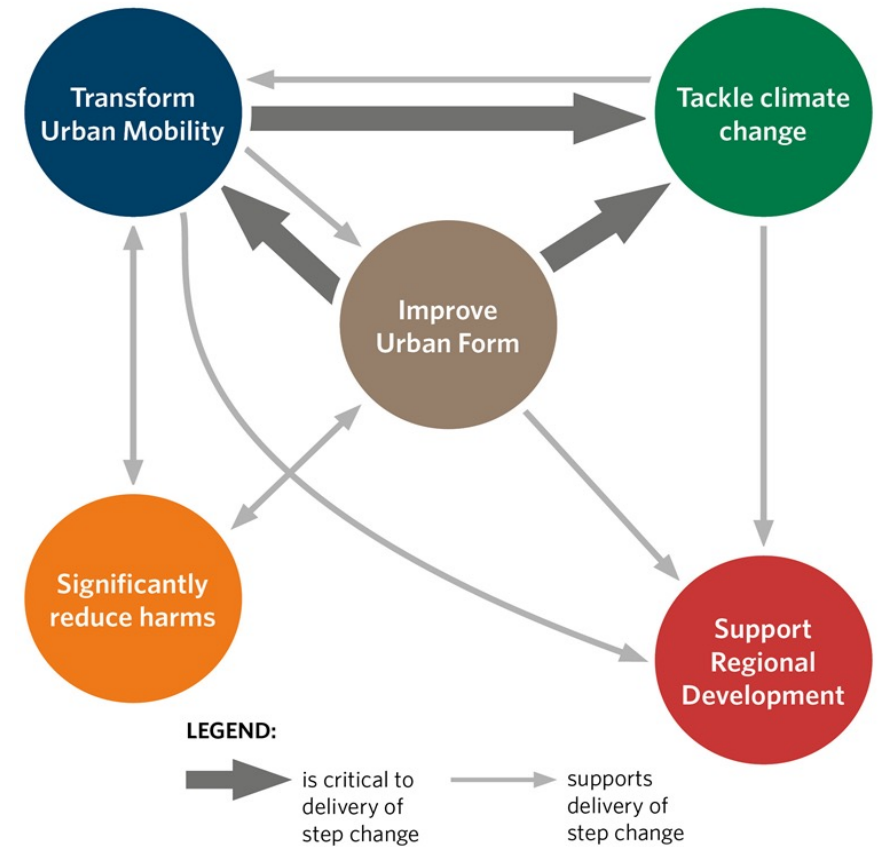 Transform
Urban Mobility
Tackle climate
change
Improve
Urban Form
Significantly
reduce harms
Support
Regional
Development
LEGEND:
is critical to
delivery of
step change
supports
delivery of
step change